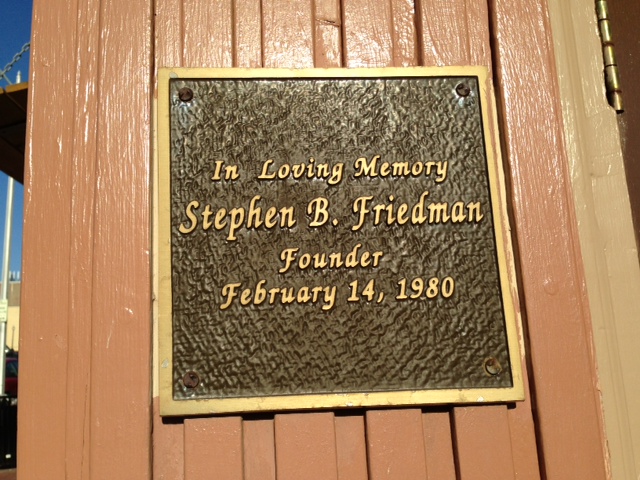 In Loving Memory
Stephen B. Friedman
Founder
February 14, 1980